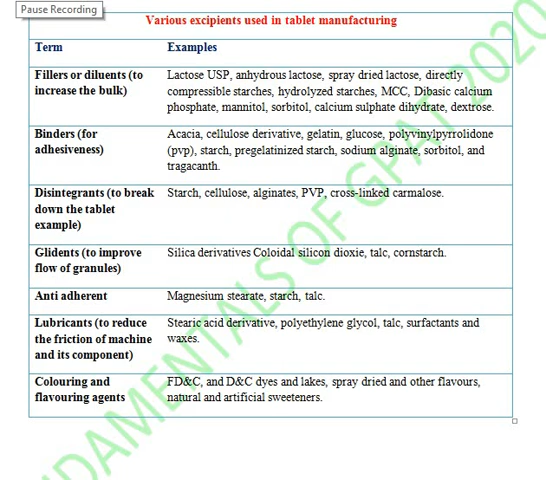 Pause Recording
Various excipients used in tablet manufacturing
Term Examples
Fillers or diluents (to increase the bulk) Lactose USP, anhydrous lactose, spray dried lactose, directly
compressible starches, hydrolyzed starches, MCC, Dibasic calcium
phosphate, mannitol, sorbitol, calcium sulphate dihydrate, dextrose.
Binders (for adhesiveness) Acacia, cellulose derivative, gelatin, glucose, polyvinylpyrrolidone
(pvp), starch, pregelatinized starch, sodium alginate, sorbitol, and
tragacanth.
Disintegrants (to break down the tablet example) Starch, cellulose, alginates, PVP, cross-linked carmalose.
Glidents (to improve flow of granules) Silica derivatives Coloidal silicon dioxie, talc, cornstarch.
Anti adherent Magnesium stearate, starch, talc.
Lubricants (to reduce the friction of machine and its component) Stearic acid derivative, polyethylene glycol, talc, surfactants and
waxes.
Colouring and flavouring agents FD&C, and D&C dyes and lakes, spray dried and other flavours,
natural and artificial sweeteners.
DAMENTALS OF GPAT 2020